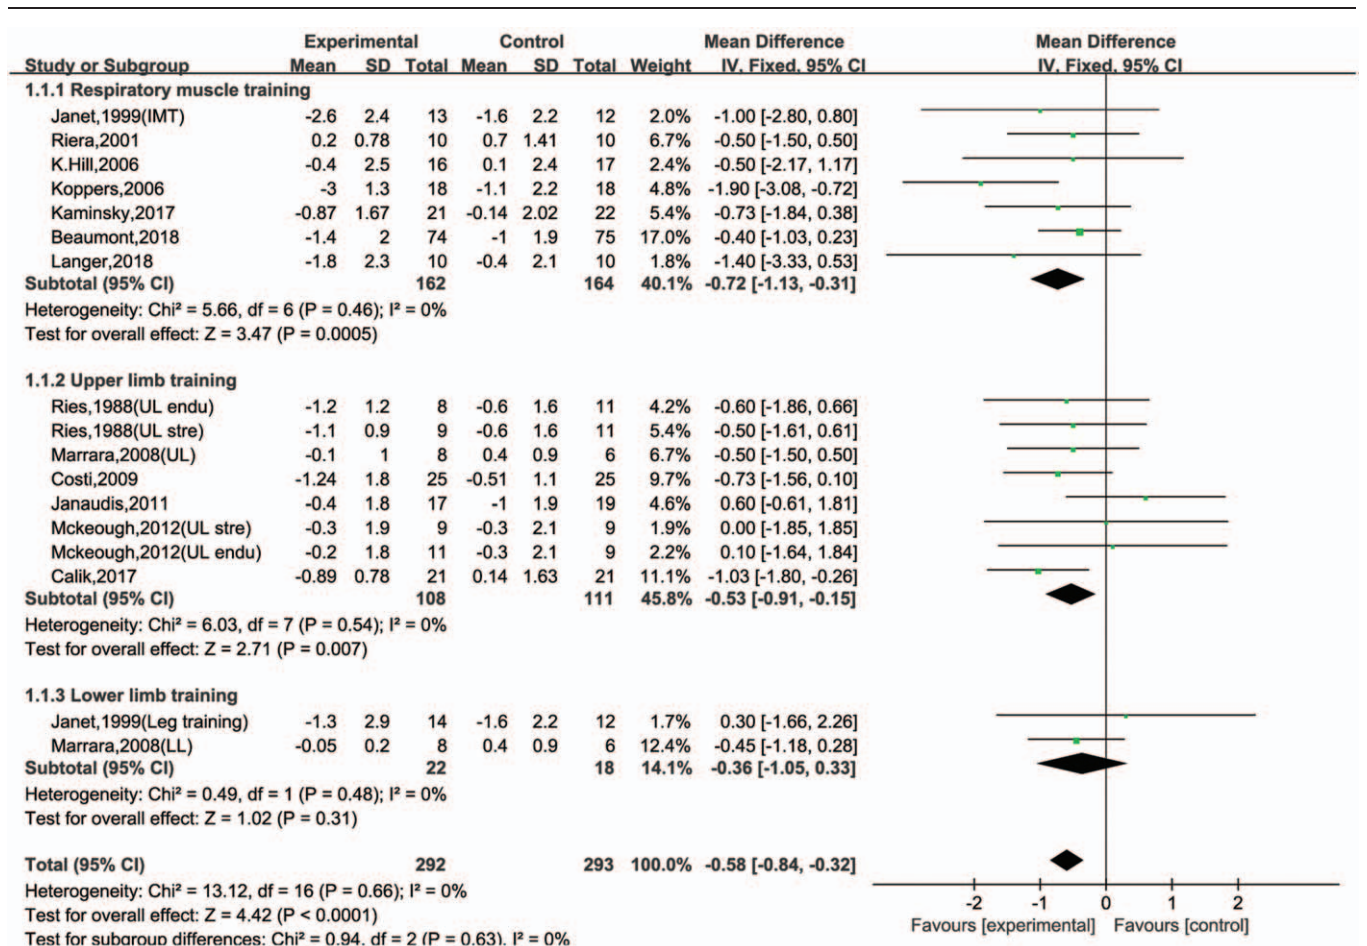 Experimental Control Mean Difference Mean Difference
Study or Subgroup Mean SD Total Mean SD Total Weight IV, Fixed, 95% CI IV, Fixed, 95% CI
1.1.1 Respiratory muscle training
Janet,1999(IMT) -2.6 2.4 13 -1.6 2.2 12 2.0% -1.00 [-2.80, 0.80]
Riera,2001 0.2 0.78 10 0.7 1.41 10 6.7% -0.50 [-1.50, 0.50]
K.Hill,2006 -0.4 2.5 16 0.1 2.4 17 2.4% -0.50 [-2.17, 1.17]
Koppers,2006 -3 1.3 18 -1.1 2.2 18 4.8% -1.90 [-3.08, -0.72]
Kaminsky,2017 -0.87 1.67 21 -0.14 2.02 22 5.4% -0.73 [-1.84, 0.38]
Beaumont,2018 -1.4 2 74 -1 1.9 75 17.0% -0.40 [-1.03, 0.23]
Langer,2018 -1.8 2.3 10 -0.4 2.1 10 1.8% -1.40 [-3.33, 0.53]
Subtotal (95% CI) 162 164 40.1% -0.72 [-1.13, -0.31]
Heterogeneity: Chi² = 5.66, df = 6 (P = 0.46); I² = 0%
Test for overall effect: Z = 3.47 (P = 0.0005)
1.1.2 Upper limb training
Ries,1988(UL endu) -1.2 1.2 8 -0.6 1.6 11 4.2% -0.60 [-1.86, 0.66]
Ries,1988(UL stre) -1.1 0.9 9 -0.6 1.6 11 5.4% -0.50 [-1.61, 0.61]
Marrara,2008(UL) -0.1 1 8 0.4 0.9 6 6.7% -0.50 [-1.50, 0.50]
Costi,2009 -1.24 1.8 25 -0.51 1.1 25 9.7% -0.73 [-1.56, 0.10]
Janaudis,2011 -0.4 1.8 17 -1 1.9 19 4.6% 0.60 [-0.61, 1.81]
Mckeough,2012(UL stre) -0.3 1.9 9 -0.3 2.1 9 1.9% 0.00 [-1.85, 1.85]
Mckeough,2012(UL endu) -0.2 1.8 11 -0.3 2.1 9 2.2% 0.10 [-1.64, 1.84]
Calik,2017 -0.89 0.78 21 0.14 1.63 21 11.1% -1.03 [-1.80, -0.26]
Subtotal (95% CI) 108 111 45.8% -0.53 [-0.91, -0.15]
Heterogeneity: Chi² = 6.03, df = 7 (P = 0.54); I² = 0%
Test for overall effect: Z = 2.71 (P = 0.007)
1.1.3 Lower limb training
Janet,1999(Leg training) -1.3 2.9 14 -1.6 2.2 12 1.7% 0.30 [-1.66, 2.26]
Marrara,2008(LL) -0.05 0.2 8 0.4 0.9 6 12.4% -0.45 [-1.18, 0.28]
Subtotal (95% CI) 22 18 14.1% -0.36 [-1.05, 0.33]
Heterogeneity: Chi² = 0.49, df = 1 (P = 0.48); I² = 0%
Test for overall effect: Z = 1.02 (P = 0.31)
Total (95% CI) 292 293 100.0% -0.58 [-0.84, -0.32]
Heterogeneity: Chi² = 13.12, df = 16 (P = 0.66); I² = 0%
-2 -1 0 1 2
Test for overall effect: Z = 4.42 (P < 0.0001)
Favours [experimental] Favours [control]
Test for subgroup differences: Chi² = 0.94, df = 2 (P = 0.63), I² = 0%